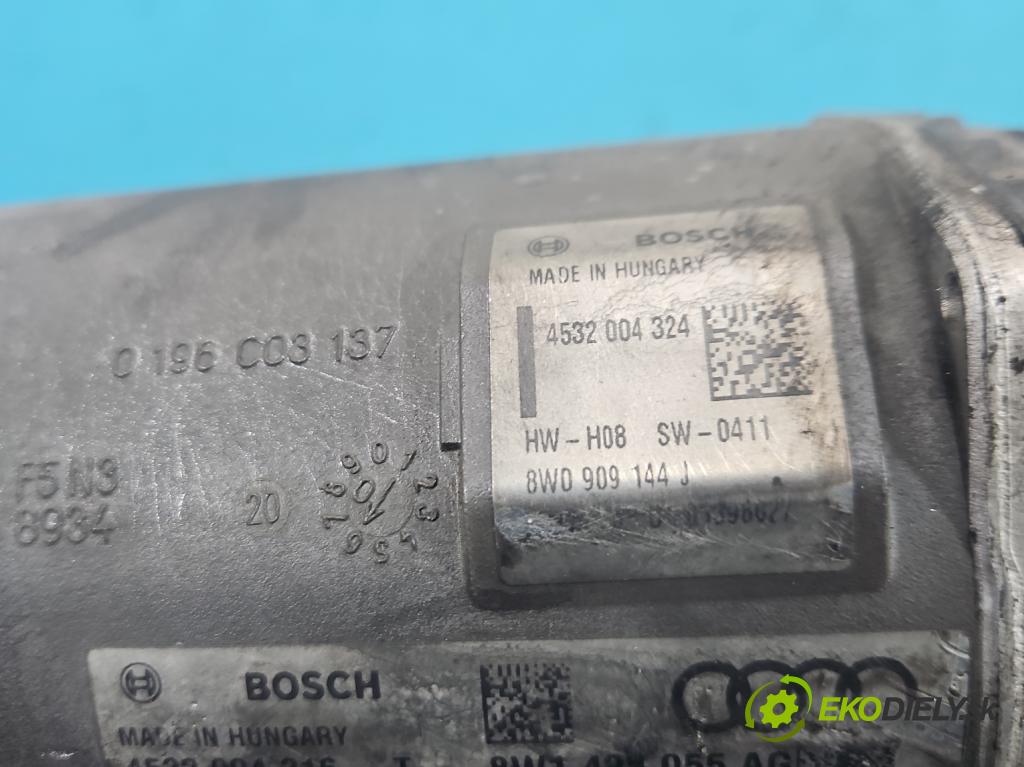 BOSCH
MADE IN HUNGARY
4532 004 324
HW-H08 SW-0411
8W0 909 144 J
0 196 C03 137
F5N3
8934
20
BOSCH
MADE IN HUNGARY
EKODIELY.SK